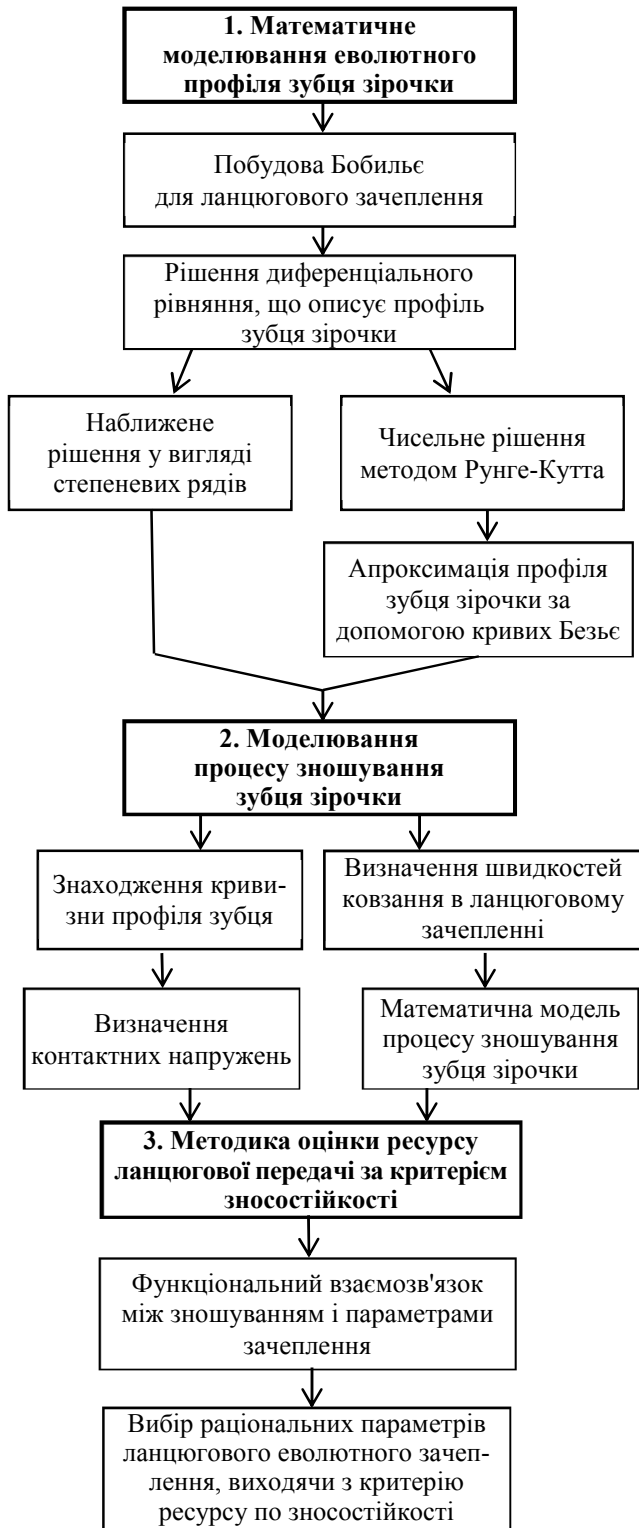 1. Математичне
моделювання еволютного
профіля зубця зірочки
Побудова Бобильє
для ланцюгового зачеплення
Рішення диференціального
рівняння, що описує профіль
зубця зірочки
Наближене
рішення у вигляді
степеневих рядів
Чисельне рішення
методом Рунге-Кутта
Апроксимація профіля
зубця зірочки за
допомогою кривих Безьє
2. Моделювання
процесу зношування
зубця зірочки
Знаходження криви-
зни профіля зубця
Визначення швидкостей
ковзання в ланцюговому
зачепленні
Визначення
контактних напружень
Математична модель
процесу зношування
зубця зірочки
3. Методика оцінки ресурсу
ланцюгової передачі за критерієм
зносостійкості
Функціональний взаємозв'язок
між зношуванням і параметрами
зачеплення
Вибір раціональних параметрів
ланцюгового еволютного зачеп-
лення, виходячи з критерію
ресурсу по зносостійкості